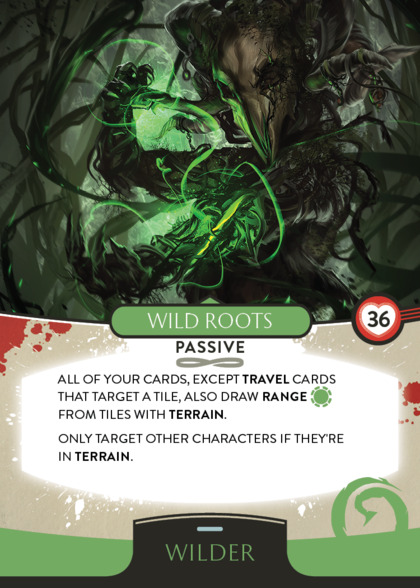 WILD ROOTS
36
PASSIVE
ALL OF YOUR CARDS, EXCEPT TRAVEL CARDS
THAT TARGET A TILE, ALSO DRAW RANGE
FROM TILES WITH TERRAIN.
ONLY TARGET OTHER CHARACTERS IF THEY'RE
IN TERRAIN.
WILDER